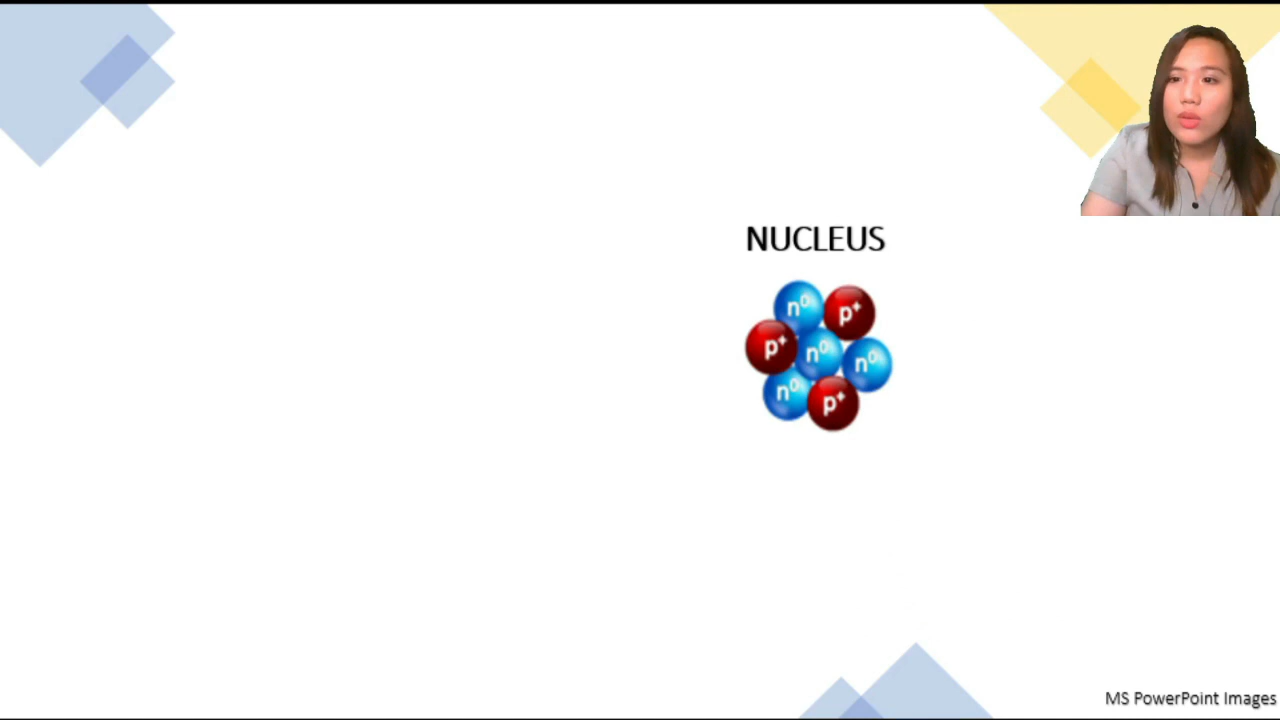 NUCLEUS
n⁰ p⁺
p⁺ n⁰ n⁰
n⁰ p⁺
MS PowerPoint Images